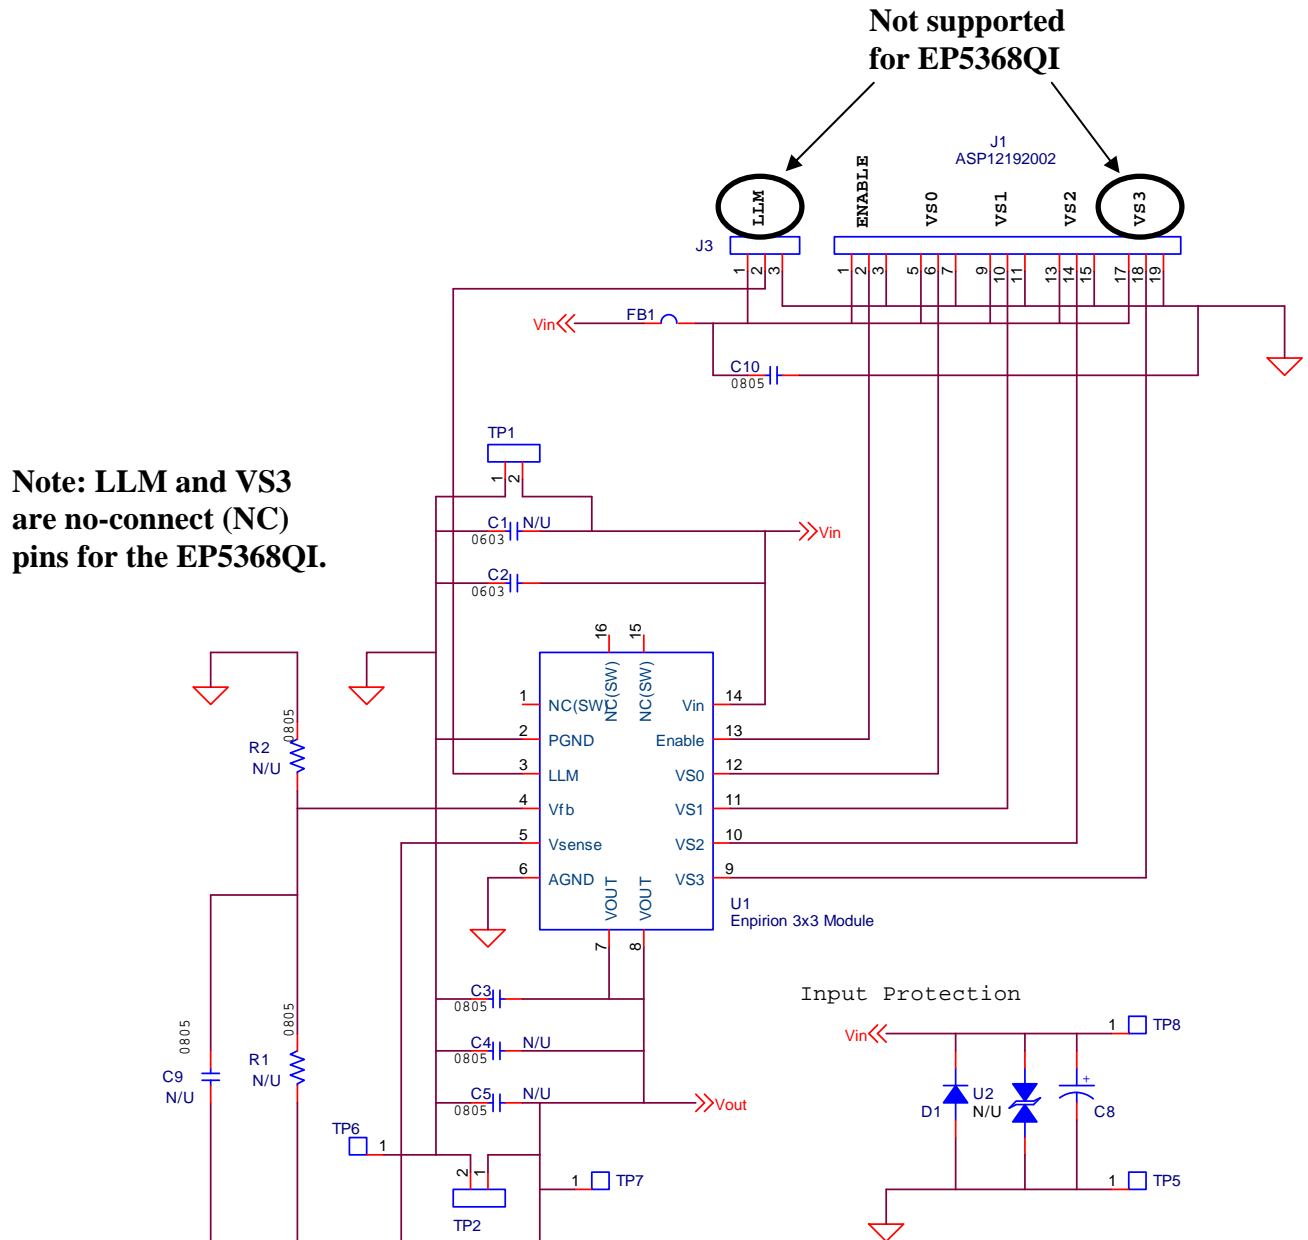 Not supported
for EP5368QI
J1
ASP12192002
LLM
ENABLE
VS0
VS1
VS2
VS3
J3
1
2
3
1
2
3
5
6
7
9
10
11
13
14
15
17
18
19
Vin
FB1
C10
0805
TP1
1
2
Note: LLM and VS3
are no-connect (NC)
pins for the EP5368QI.
C1 N/U
0603
Vin
C2
0603
16
15
NC(SW)
NC(SW)
1 NC(SW)
Vin 14
2 PGND
Enable 13
3 LLM
VS0 12
4 Vfb
VS1 11
5 Vsense
VS2 10
6 AGND
VS3 9
VOUT
VOUT
7
8
U1
Enpirion 3x3 Module
0805
R2
N/U
C3
0805
C4 N/U
0805
C5 N/U
0805
Vout
0805
C9
N/U
0805
R1
N/U
TP6
1
2
1
TP2
1 TP7
Input Protection
Vin
1 TP8
D1
U2
N/U
+
C8
1 TP5